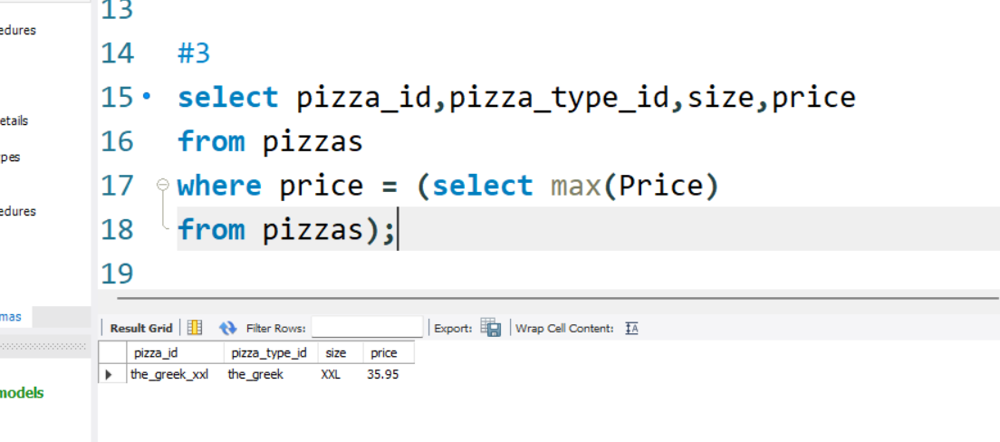 13
edures
14 #3
15 select pizza_id,pizza_type_id,size,price
etails
16 from pizzas
pes
17 where price = (select max(Price)
edures
18 from pizzas);
19
mas
Result Grid Filter Rows: Export: Wrap Cell Content:
pizza_id pizza_type_id size price
the_greek_xxl the_greek XXL 35.95
models